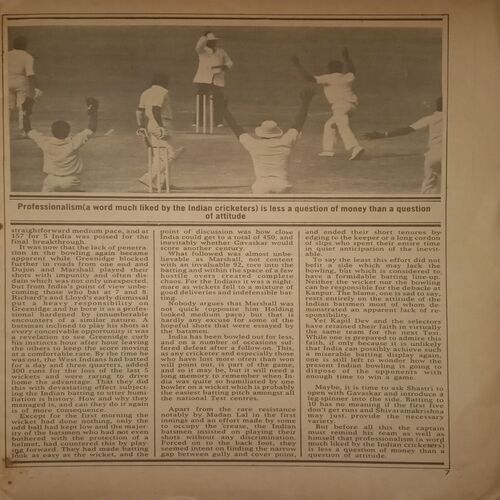 Professionalism(a word much liked by the Indian cricketers) is less a question of money than a question
of attitude
straightforward medium pace, and at
157 for 5 India was poised for the
final breakthrough.
It was now that the lack of penetra-
tion in the bowling again became
apparent while Greenidge blocked
further in roads from one end,
Dujon and Marshall played their
shots with impunity and often dis-
dain which was not only unexpected,
but from India's point of view unbe-
coming those who bat at 7 and 8.
Richard's and Lloyd's early dismissal
put a heavy responsibility on
Greenidge and he bore it as a profes-
sional hardened by innumerable
encounters of a similar nature. A
batsman inclined to play his shots at
every conceivable opportunity it was
a revelation to see Greenidge curb
his instincts hour after hour leaving
the others to keep the score moving
at a comfortable rate. By the time he
was out, the West Indians had batted
for a day and three quarters, added
300 runs for the loss of the last 5
wickets and were ready to drive
home the advantage. That they did
this with devastating effect subject-
ing the Indian batting to utter humi-
liation is history. How and why they
managed is, and could or do it again
is of more consequence.
Except for the first morning the
wicket had done nothing, only the
odd ball had kept low and the major-
ity of the batsmen who had not even
bothered with the protection of a
helmet, had countered this by play-
ing forward. They had made batting
look as easy as the wicket, and the
point of discussion was how close
India could get to a total of 450, and
inevitably whether Gavaskar would
score another century.
What followed was almost unbe-
lievable as Marshall, not content
with having made 92, tore into the
batting and within the space of a few
hostile overs created complete
chaos. For the Indians it was a night-
mare as wickets fell to a mixture of
great deliveries and indefensible bat-
ting.
Nobody argues that Marshall was
not quick (opposite him Holding
looked medium pace) but that is
hardly an excuse for some of the
hopeful shots that were essayed by
the batsmen.
India has been bowled out for less,
and on a number of occasions suf-
fered defeat after being set to win, but
as any cricketer and especially those
who have lost more often than won
will point out, is part of the game,
and as it may be, but it will need a
long memory to remember when In-
dia was quite so humiliated by one
bowler on a wicket which is probably
the easiest batting pitch amongst all
the national Test centres.
Apart from the rare resistance
notably by Madan Lal in the first
innings and an effort made by some
to occupy the 'crease, the Indian
batsmen insisted on playing their
shots without any discrimination.
Forced on to the back foot, they
seemed intent on finding the narrow
gap between gully and cover point,
and ended their short tenures by
edging to the keeper or a long cordon
of slips who spent their entire time
in quiet anticipation of the inevit-
able.
To say the least this effort did not
befit a side which may lack the
bowling, but which is considered to
have a formidable batting line-up.
Neither the wicket nor the bowling
can be responsible for the debacle at
Kanpur. The blame, one is sad to say
rests entirely on the attitude of the
Indian batsmen most of whom de-
monstrated an apparent lack of re-
sponsibility.
Yet Kapil Dev and the selectors
have retained their faith in virtually
the same team for the next Test.
While one is prepared to admire this
faith, if only because it is unlikely
that India can possibly achieve such
a miserable batting display again,
one is still left to wonder how the
present Indian bowling is going to
dispose of the opponents with
enough time to win a game.
Maybe, it is time to ask Shastri to
open with Gavaskar and introduce a
leg-spinner into the side. Batting to
10 has no meaning if the first five
don't get runs and Shivaramakrishna
may just provide the necessary
variety.
But before all this the captain
must remind his team as well as
himself that professionalism (a word
much liked by the Indian cricketers)
is less a question of money than a
question of attitude.
7